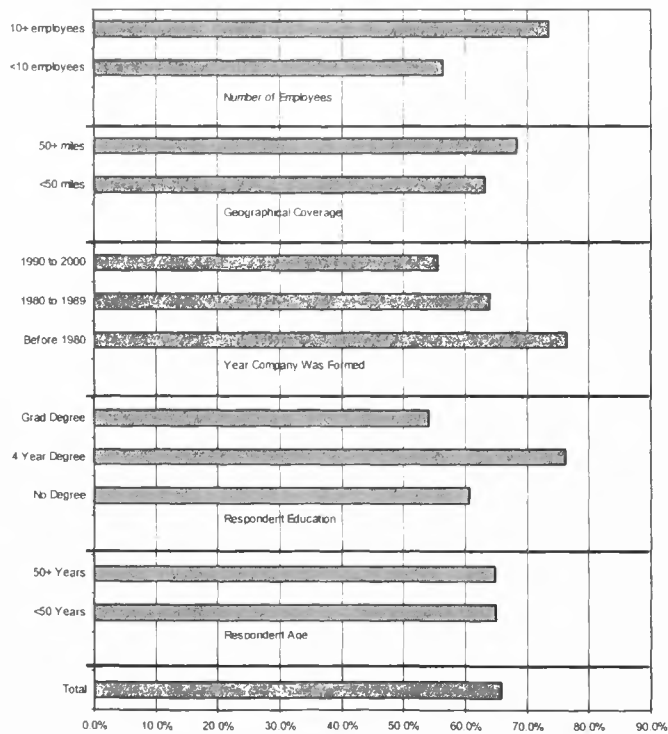 10+ employees
<10 employees
Number of Employees
50+ miles
<50 miles
Geographical Coverage
1990 to 2000
1980 to 1989
Before 1980
Year Company Was Formed
Grad Degree
4 Year Degree
No Degree
Respondent Education
50+ Years
<50 Years
Respondent Age
Total
0.0% 10.0% 20.0% 30.0% 40.0% 50.0% 60.0% 70.0% 80.0% 90.0%